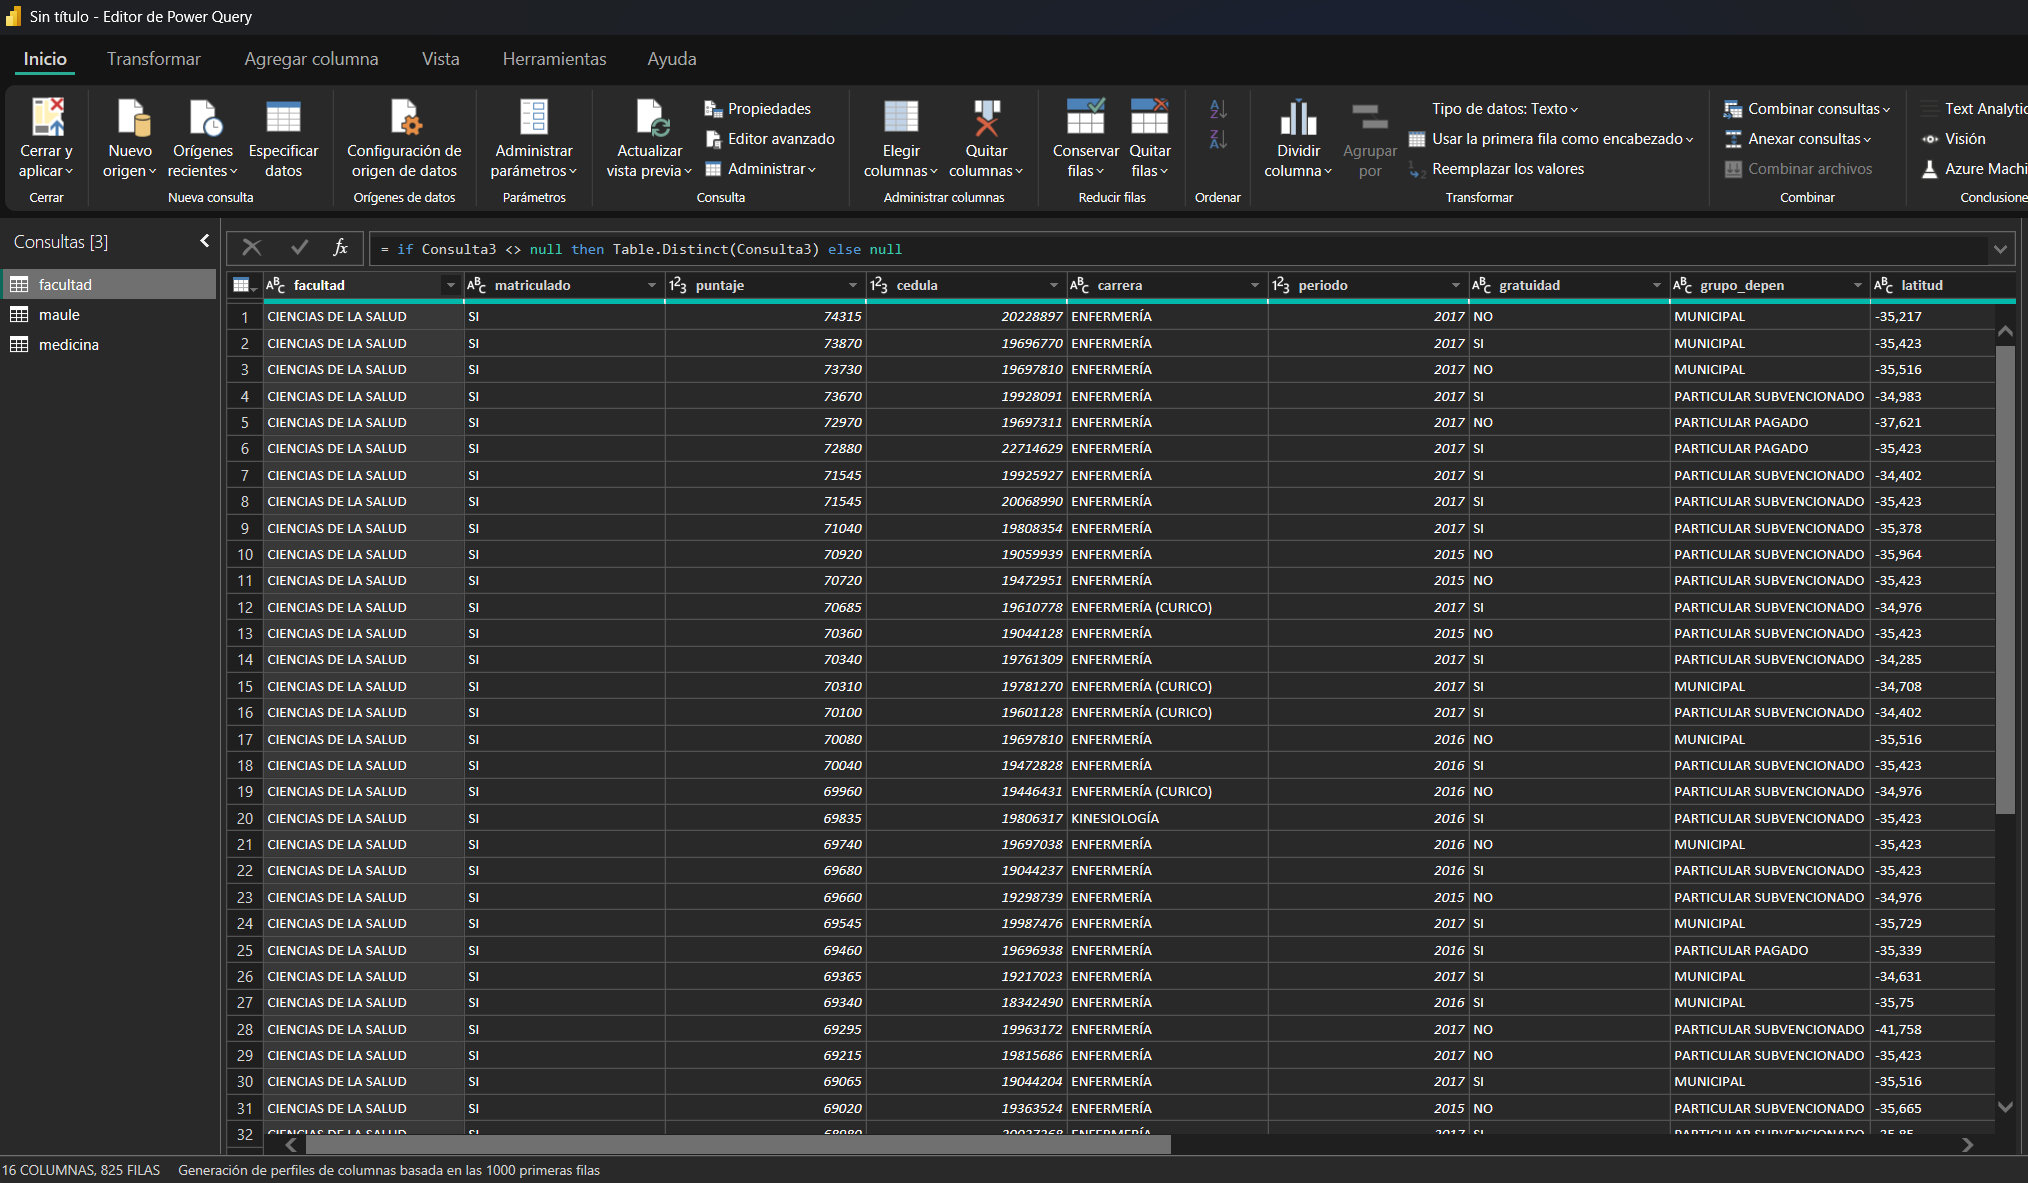 Sin título - Editor de Power Query
Inicio Transformar Agregar columna Vista Herramientas Ayuda
Cerrar y aplicar
Cerrar
Nuevo origen
Orígenes recientes
Especificar datos
Nueva consulta
Configuración de origen de datos
Orígenes de datos
Administrar parámetros
Parámetros
Actualizar vista previa
Propiedades
Editor avanzado
Administrar
Consulta
Elegir columnas
Quitar columnas
Administrar columnas
Conservar filas
Quitar filas
Reducir filas
Ordenar
Dividir columna
Agrupar por
Tipo de datos: Texto
Usar la primera fila como encabezado
Reemplazar los valores
Transformar
Combinar consultas
Anexar consultas
Combinar archivos
Combinar
Text Analytic
Visión
Azure Machi
Conclusione
Consultas [3]
facultad
maule
medicina
fx = if Consulta3 <> null then Table.Distinct(Consulta3) else null
ABC facultad ABC matriculado 123 puntaje 123 cedula ABC carrera 123 periodo ABC gratuidad ABC grupo_depen ABC latitud
1 CIENCIAS DE LA SALUD SI 74315 20228897 ENFERMERÍA 2017 NO MUNICIPAL -35,217
2 CIENCIAS DE LA SALUD SI 73870 19696770 ENFERMERÍA 2017 SI MUNICIPAL -35,423
3 CIENCIAS DE LA SALUD SI 73730 19697810 ENFERMERÍA 2017 NO MUNICIPAL -35,516
4 CIENCIAS DE LA SALUD SI 73670 19928091 ENFERMERÍA 2017 SI PARTICULAR SUBVENCIONADO -34,983
5 CIENCIAS DE LA SALUD SI 72970 19697311 ENFERMERÍA 2017 NO PARTICULAR PAGADO -37,621
6 CIENCIAS DE LA SALUD SI 72880 22714629 ENFERMERÍA 2017 SI PARTICULAR PAGADO -35,423
7 CIENCIAS DE LA SALUD SI 71545 19925927 ENFERMERÍA 2017 SI PARTICULAR SUBVENCIONADO -34,402
8 CIENCIAS DE LA SALUD SI 71545 20068990 ENFERMERÍA 2017 SI PARTICULAR SUBVENCIONADO -35,423
9 CIENCIAS DE LA SALUD SI 71040 19808354 ENFERMERÍA 2017 SI PARTICULAR SUBVENCIONADO -35,378
10 CIENCIAS DE LA SALUD SI 70920 19059939 ENFERMERÍA 2015 NO PARTICULAR SUBVENCIONADO -35,964
11 CIENCIAS DE LA SALUD SI 70720 19472951 ENFERMERÍA 2015 NO PARTICULAR SUBVENCIONADO -35,423
12 CIENCIAS DE LA SALUD SI 70685 19610778 ENFERMERÍA (CURICO) 2017 SI PARTICULAR SUBVENCIONADO -34,976
13 CIENCIAS DE LA SALUD SI 70360 19044128 ENFERMERÍA 2015 NO PARTICULAR SUBVENCIONADO -35,423
14 CIENCIAS DE LA SALUD SI 70340 19761309 ENFERMERÍA 2017 SI PARTICULAR SUBVENCIONADO -34,285
15 CIENCIAS DE LA SALUD SI 70310 19781270 ENFERMERÍA (CURICO) 2017 SI MUNICIPAL -34,708
16 CIENCIAS DE LA SALUD SI 70100 19601128 ENFERMERÍA (CURICO) 2017 SI PARTICULAR SUBVENCIONADO -34,402
17 CIENCIAS DE LA SALUD SI 70080 19697810 ENFERMERÍA 2016 NO MUNICIPAL -35,516
18 CIENCIAS DE LA SALUD SI 70040 19472828 ENFERMERÍA 2016 SI PARTICULAR SUBVENCIONADO -35,423
19 CIENCIAS DE LA SALUD SI 69960 19446431 ENFERMERÍA (CURICO) 2016 NO PARTICULAR SUBVENCIONADO -34,976
20 CIENCIAS DE LA SALUD SI 69835 19806317 KINESIOLOGÍA 2016 SI PARTICULAR SUBVENCIONADO -35,423
21 CIENCIAS DE LA SALUD SI 69740 19697038 ENFERMERÍA 2016 NO MUNICIPAL -35,423
22 CIENCIAS DE LA SALUD SI 69680 19044237 ENFERMERÍA 2016 SI PARTICULAR SUBVENCIONADO -35,423
23 CIENCIAS DE LA SALUD SI 69660 19298739 ENFERMERÍA 2015 NO PARTICULAR SUBVENCIONADO -34,976
24 CIENCIAS DE LA SALUD SI 69545 19987476 ENFERMERÍA 2017 SI MUNICIPAL -35,729
25 CIENCIAS DE LA SALUD SI 69460 19696938 ENFERMERÍA 2016 SI PARTICULAR PAGADO -35,339
26 CIENCIAS DE LA SALUD SI 69365 19217023 ENFERMERÍA 2017 SI MUNICIPAL -34,631
27 CIENCIAS DE LA SALUD SI 69340 18342490 ENFERMERÍA 2016 SI MUNICIPAL -35,75
28 CIENCIAS DE LA SALUD SI 69295 19963172 ENFERMERÍA 2017 NO PARTICULAR SUBVENCIONADO -41,758
29 CIENCIAS DE LA SALUD SI 69215 19815686 ENFERMERÍA 2017 NO PARTICULAR SUBVENCIONADO -35,423
30 CIENCIAS DE LA SALUD SI 69065 19044204 ENFERMERÍA 2017 SI MUNICIPAL -35,516
31 CIENCIAS DE LA SALUD SI 69020 19363524 ENFERMERÍA 2015 NO PARTICULAR SUBVENCIONADO -35,665
32 CIENCIAS DE LA SALUD SI ENFERMERÍA 2017 SI PARTICULAR SUBVENCIONADO
16 COLUMNAS, 825 FILAS Generación de perfiles de columnas basada en las 1000 primeras filas